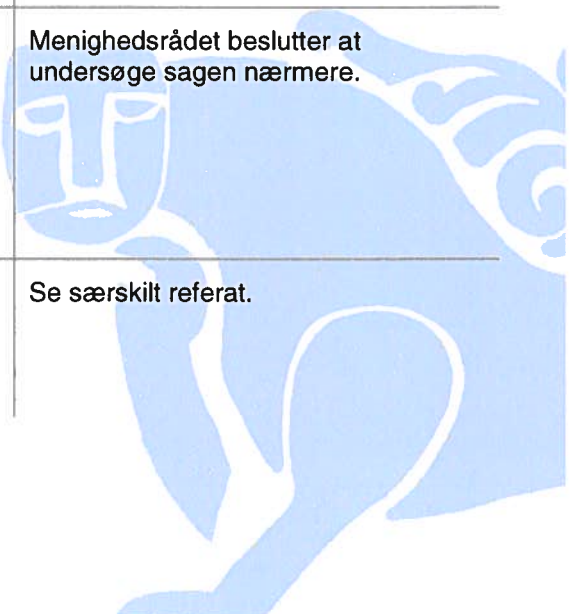 Menighedsrådet beslutter at
undersøge sagen nærmere.
Se særskilt referat.